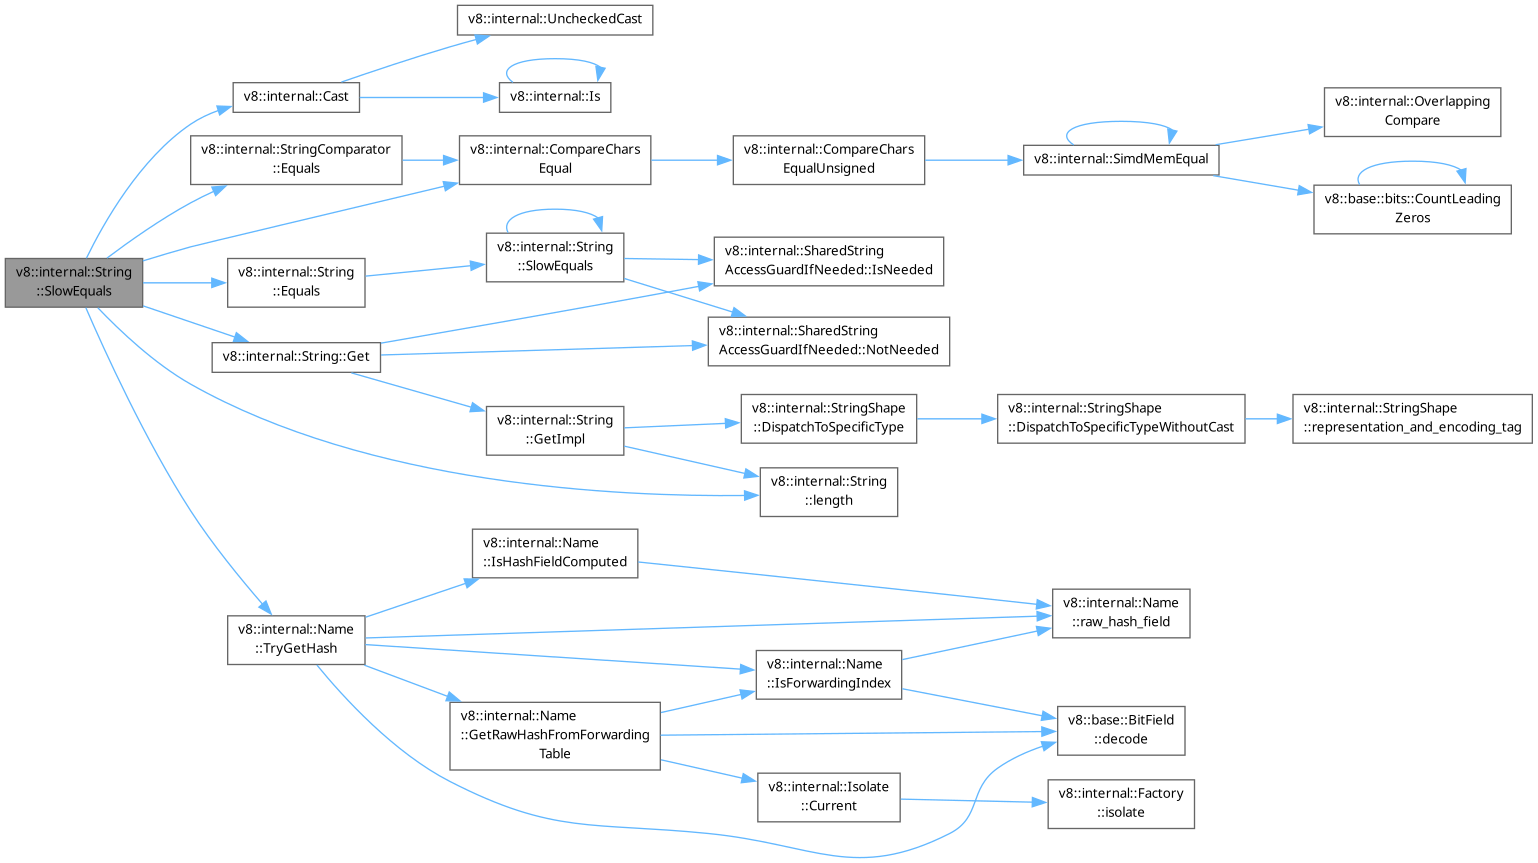 v8::internal::UncheckedCast
v8::internal::Cast
v8::internal::Is
v8::internal::Overlapping
Compare
v8::internal::StringComparator
::Equals
v8::internal::CompareChars
Equal
v8::internal::CompareChars
EqualUnsigned
v8::internal::SimdMemEqual
v8::base::bits::CountLeading
Zeros
v8::internal::String
::SlowEquals
v8::internal::String
::Equals
v8::internal::String
::SlowEquals
v8::internal::SharedString
AccessGuardIfNeeded::IsNeeded
v8::internal::SharedString
AccessGuardIfNeeded::NotNeeded
v8::internal::String::Get
v8::internal::String
::GetImpl
v8::internal::StringShape
::DispatchToSpecificType
v8::internal::StringShape
::DispatchToSpecificTypeWithoutCast
v8::internal::StringShape
::representation_and_encoding_tag
v8::internal::String
::length
v8::internal::Name
::IsHashFieldComputed
v8::internal::Name
::raw_hash_field
v8::internal::Name
::TryGetHash
v8::internal::Name
::IsForwardingIndex
v8::internal::Name
::GetRawHashFromForwarding
Table
v8::base::BitField
::decode
v8::internal::Isolate
::Current
v8::internal::Factory
::isolate